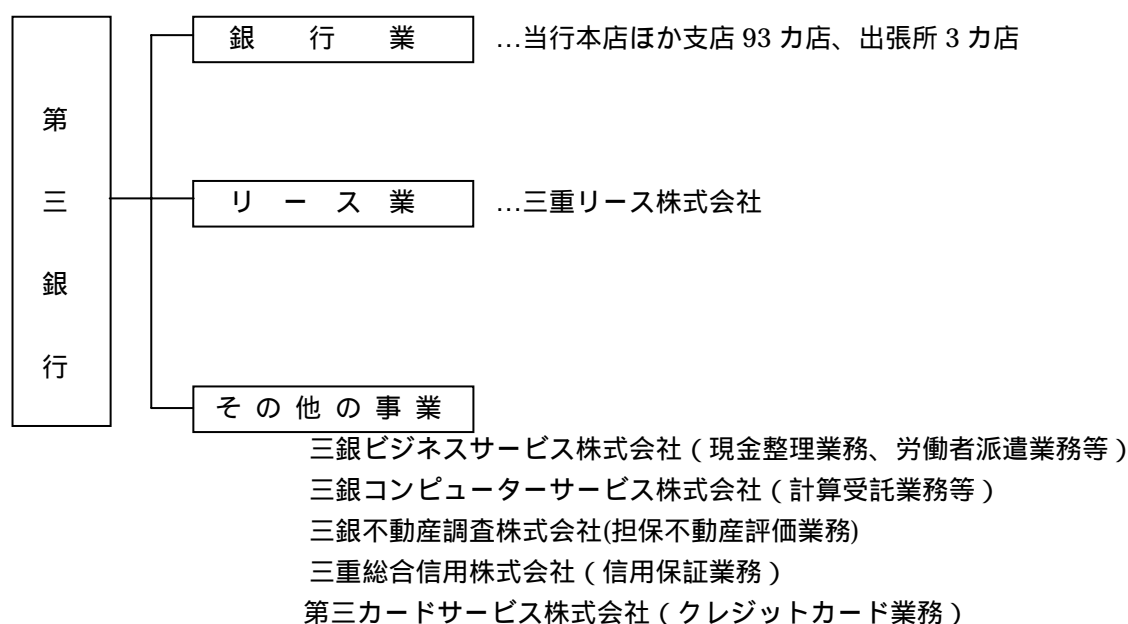 第三銀行
銀行業 …当行本店ほか支店 93 カ店、出張所 3 カ店
リース業 …三重リース株式会社
その他の事業
三銀ビジネスサービス株式会社（現金整理業務、労働者派遣業務等）
三銀コンピューターサービス株式会社（計算受託業務等）
三銀不動産調査株式会社(担保不動産評価業務)
三重総合信用株式会社（信用保証業務）
第三カードサービス株式会社（クレジットカード業務）